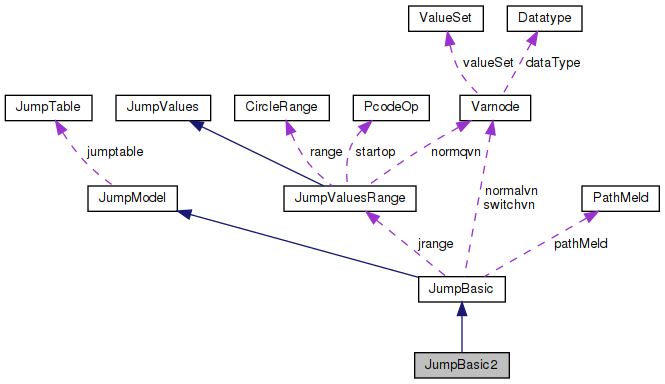 ValueSet
Datatype
valueSet
dataType
JumpTable
JumpValues
CircleRange
PcodeOp
Varnode
jumptable
range
startop
normqvn
JumpModel
JumpValuesRange
normalvn
switchvn
PathMeld
jrange
pathMeld
JumpBasic
JumpBasic2